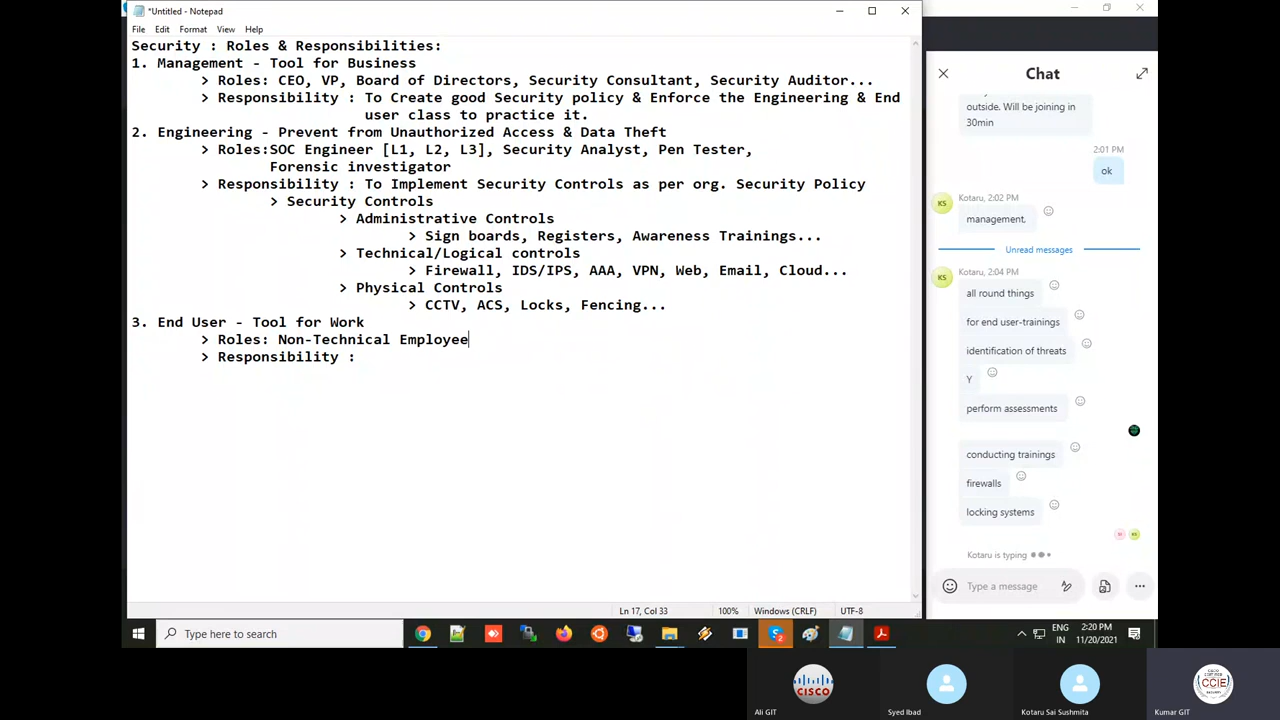 *Untitled - Notepad
File Edit Format View Help
Security : Roles & Responsibilities:
1. Management - Tool for Business
> Roles: CEO, VP, Board of Directors, Security Consultant, Security Auditor...
> Responsibility : To Create good Security policy & Enforce the Engineering & End
user class to practice it.
2. Engineering - Prevent from Unauthorized Access & Data Theft
> Roles:SOC Engineer [L1, L2, L3], Security Analyst, Pen Tester,
Forensic investigator
> Responsibility : To Implement Security Controls as per org. Security Policy
> Security Controls
> Administrative Controls
> Sign boards, Registers, Awareness Trainings...
> Technical/Logical controls
> Firewall, IDS/IPS, AAA, VPN, Web, Email, Cloud...
> Physical Controls
> CCTV, ACS, Locks, Fencing...
3. End User - Tool for Work
> Roles: Non-Technical Employee
> Responsibility :
Ln 17, Col 33 100% Windows (CRLF) UTF-8
Chat
outside. Will be joining in
30min
2:01 PM
ok
Kotaru, 2:02 PM
KS
management.
Unread messages
Kotaru, 2:04 PM
KS
all round things
for end user-trainings
identification of threats
Y
perform assessments
conducting trainings
firewalls
locking systems
Kotaru is typing
Type a message
Type here to search
ENG
IN
2:20 PM
11/20/2021
CISCO
CCIE
Ali GIT
Syed Ibad
Kotaru Sai Sushmita
Kumar GIT